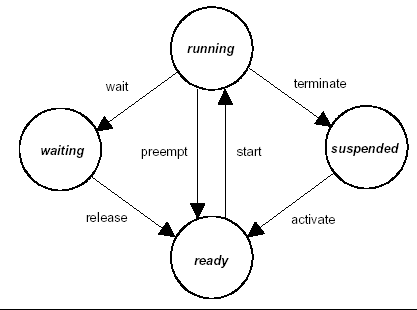 running
wait
terminate
waiting
preempt
start
suspended
release
activate
ready